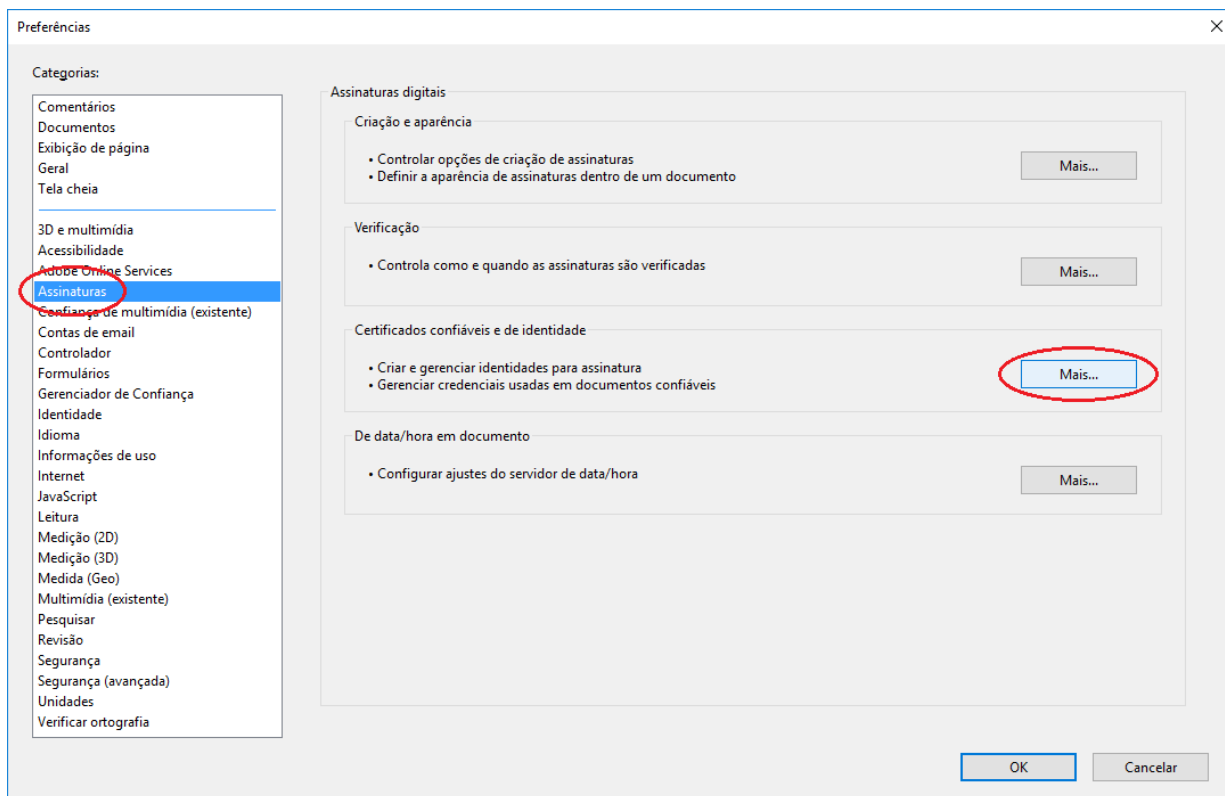 Preferências
Categorias:
Comentários
Documentos
Exibição de página
Geral
Tela cheia
3D e multimídia
Acessibilidade
Adobe Online Services
Assinaturas
Confiança de multimídia (existente)
Contas de email
Controlador
Formulários
Gerenciador de Confiança
Identidade
Idioma
Informações de uso
Internet
JavaScript
Leitura
Medição (2D)
Medição (3D)
Medida (Geo)
Multimídia (existente)
Pesquisar
Revisão
Segurança
Segurança (avançada)
Unidades
Verificar ortografia
Assinaturas digitais
Criação e aparência
• Controlar opções de criação de assinaturas
• Definir a aparência de assinaturas dentro de um documento
Mais...
Verificação
• Controla como e quando as assinaturas são verificadas
Mais...
Certificados confiáveis e de identidade
• Criar e gerenciar identidades para assinatura
• Gerenciar credenciais usadas em documentos confiáveis
Mais...
De data/hora em documento
• Configurar ajustes do servidor de data/hora
Mais...
OK
Cancelar